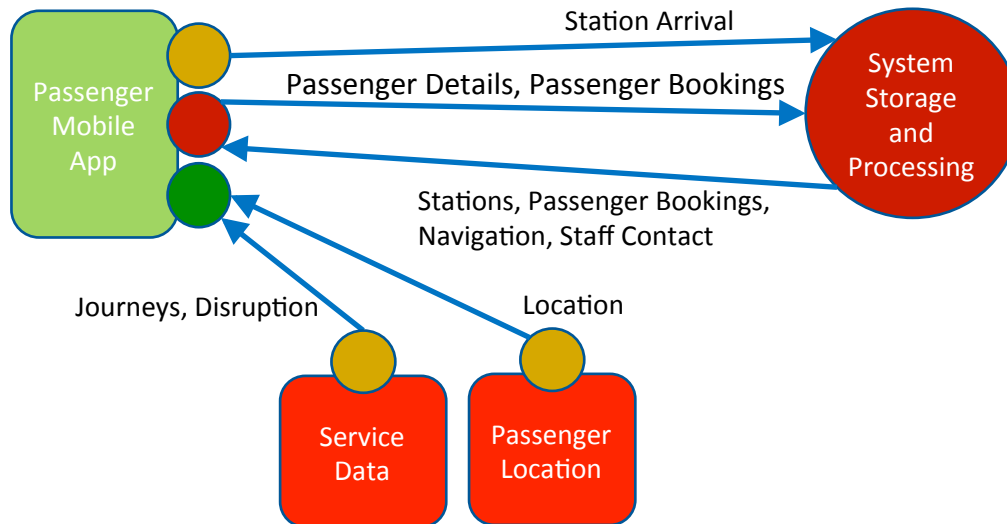 Station Arrival
Passenger
Mobile
App
Passenger Details, Passenger Bookings
System
Storage
and
Processing
Stations, Passenger Bookings,
Navigation, Staff Contact
Journeys, Disruption
Location
Service
Data
Passenger
Location